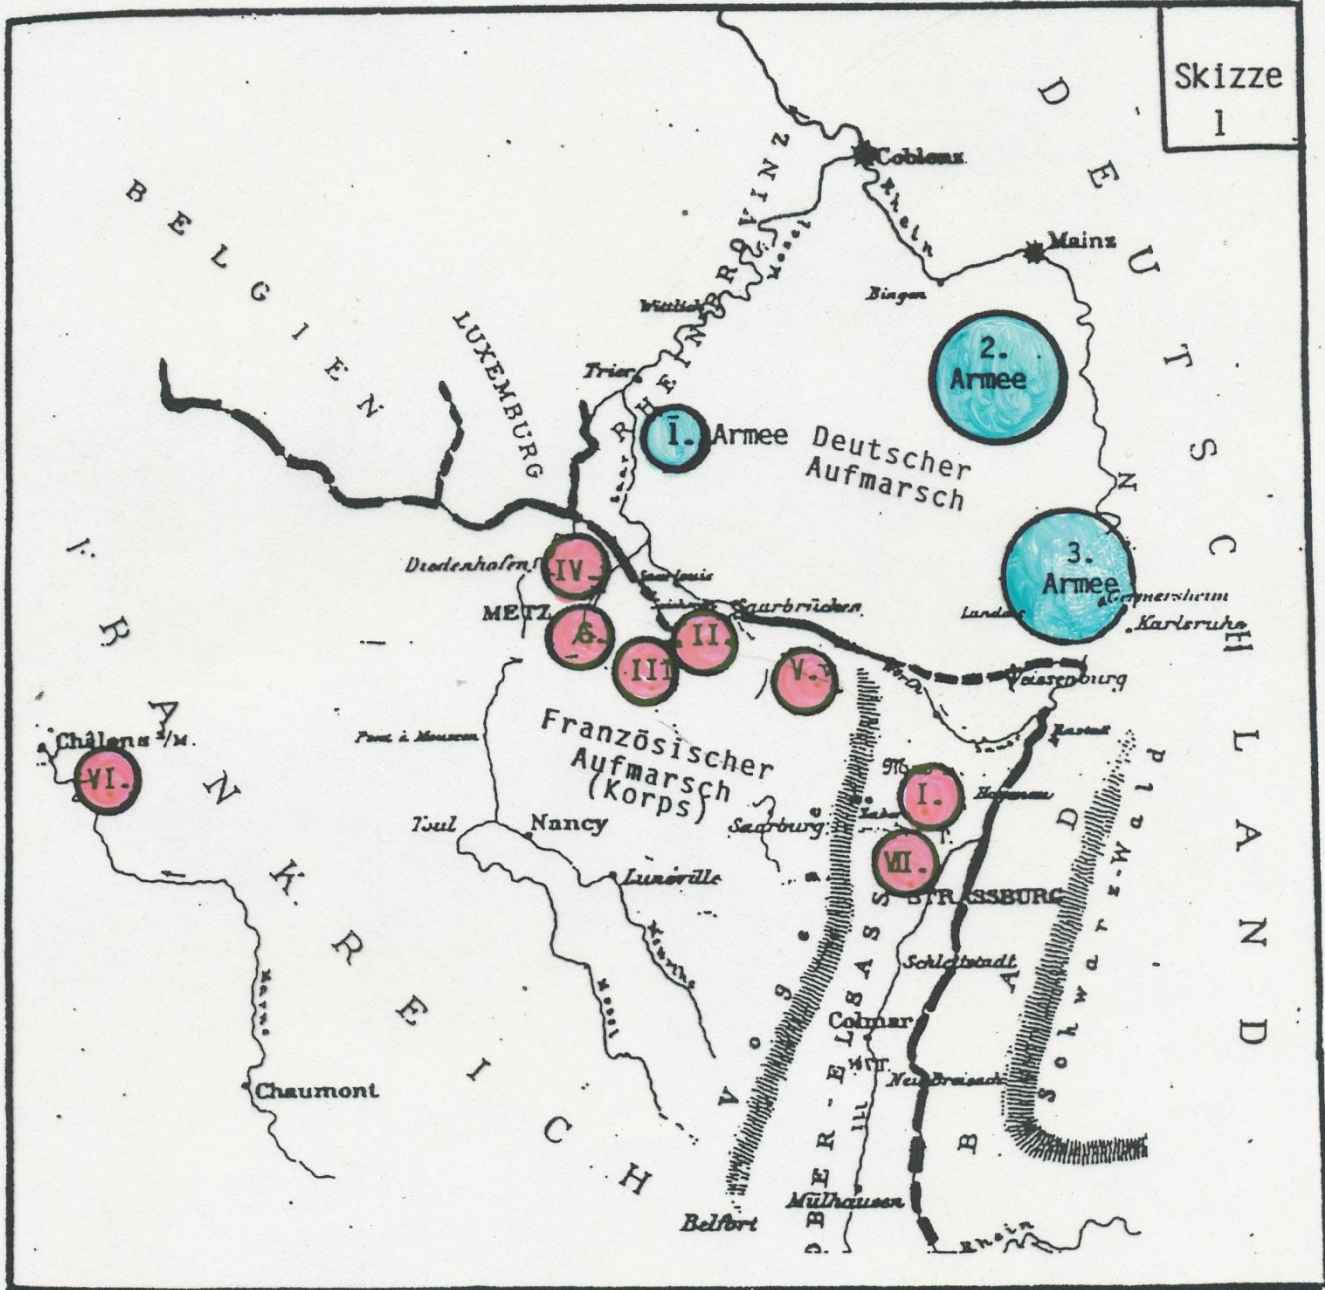 Skizze
1
DEUTSCHLAND
Coblenz
Rhein
Mainz
Bingen
RHEINPROVINZ
Mosel
BELGIEN
LUXEMBURG
Wittlich
Trier
2.
Armee
I. Armee
Deutscher
Aufmarsch
Saar
3.
Armee
Germersheim
Landau
Karlsruhe
Diedenhofen
IV.
Saarlouis
METZ
G.
III
II.
Saarbrücken
V.
Weissenburg
FRANKREICH
Châlons s/M.
VI.
Pont à Mousson
Französischer
Aufmarsch
(Korps)
Rastatt
I.
Hagenau
Saarburg
Toul
Nancy
Lunéville
VII.
STRASSBURG
Schwarz-Wald
Meurthe
Mosel
Marne
Schlettstadt
Colmar
Vogesen
OBER-ELSASS
Neu Breisach
BADEN
Chaumont
Ill
Mülhausen
Belfort
Rhein